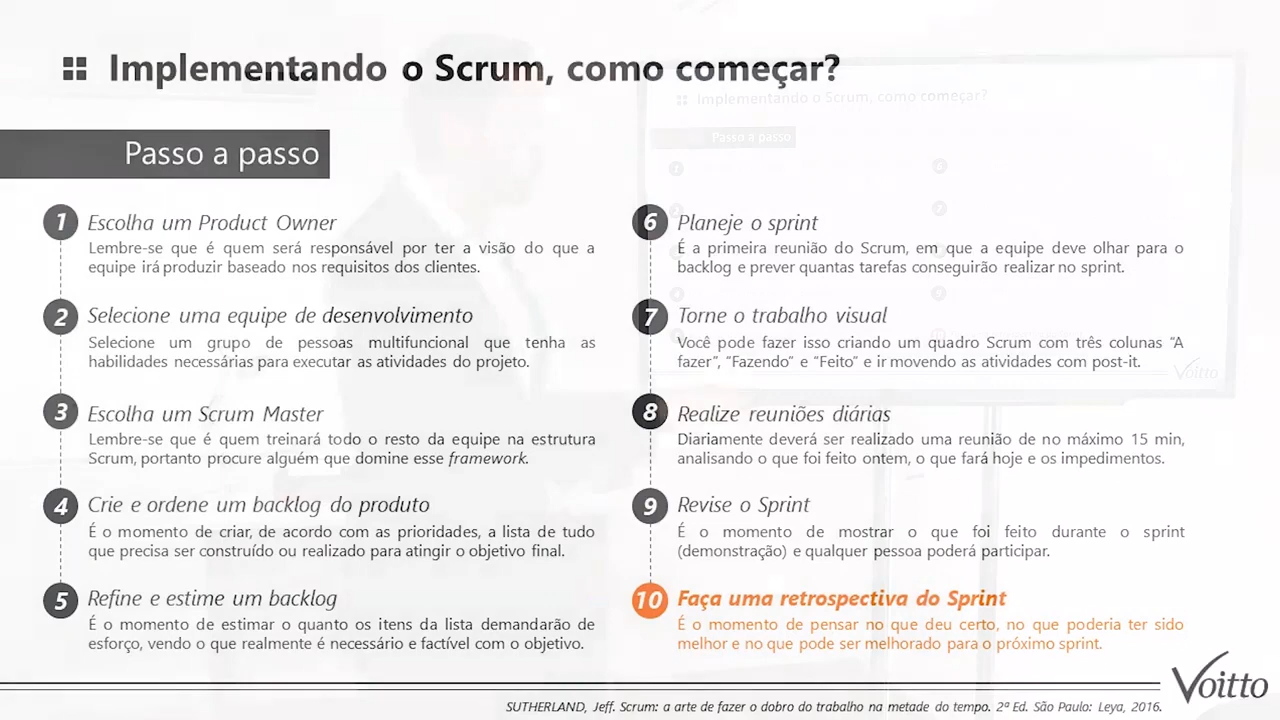 Implementando o Scrum, como começar?
Passo a passo
1 Escolha um Product Owner
Lembre-se que é quem será responsável por ter a visão do que a
equipe irá produzir baseado nos requisitos dos clientes.
2 Selecione uma equipe de desenvolvimento
Selecione um grupo de pessoas multifuncional que tenha as
habilidades necessárias para executar as atividades do projeto.
3 Escolha um Scrum Master
Lembre-se que é quem treinará todo o resto da equipe na estrutura
Scrum, portanto procure alguém que domine esse framework.
4 Crie e ordene um backlog do produto
É o momento de criar, de acordo com as prioridades, a lista de tudo
que precisa ser construído ou realizado para atingir o objetivo final.
5 Refine e estime um backlog
É o momento de estimar o quanto os itens da lista demandarão de
esforço, vendo o que realmente é necessário e factível com o objetivo.
6 Planeje o sprint
É a primeira reunião do Scrum, em que a equipe deve olhar para o
backlog e prever quantas tarefas conseguirão realizar no sprint.
7 Torne o trabalho visual
Você pode fazer isso criando um quadro Scrum com três colunas “A
fazer”, “Fazendo” e “Feito” e ir movendo as atividades com post-it.
8 Realize reuniões diárias
Diariamente deverá ser realizado uma reunião de no máximo 15 min,
analisando o que foi feito ontem, o que fará hoje e os impedimentos.
9 Revise o Sprint
É o momento de mostrar o que foi feito durante o sprint
(demonstração) e qualquer pessoa poderá participar.
10 Faça uma retrospectiva do Sprint
É o momento de pensar no que deu certo, no que poderia ter sido
melhor e no que pode ser melhorado para o próximo sprint.
Implementando o Scrum, como começar?
Passo a passo
Voitto
Voitto
SUTHERLAND, Jeff. Scrum: a arte de fazer o dobro do trabalho na metade do tempo. 2ª Ed. São Paulo: Leya, 2016.